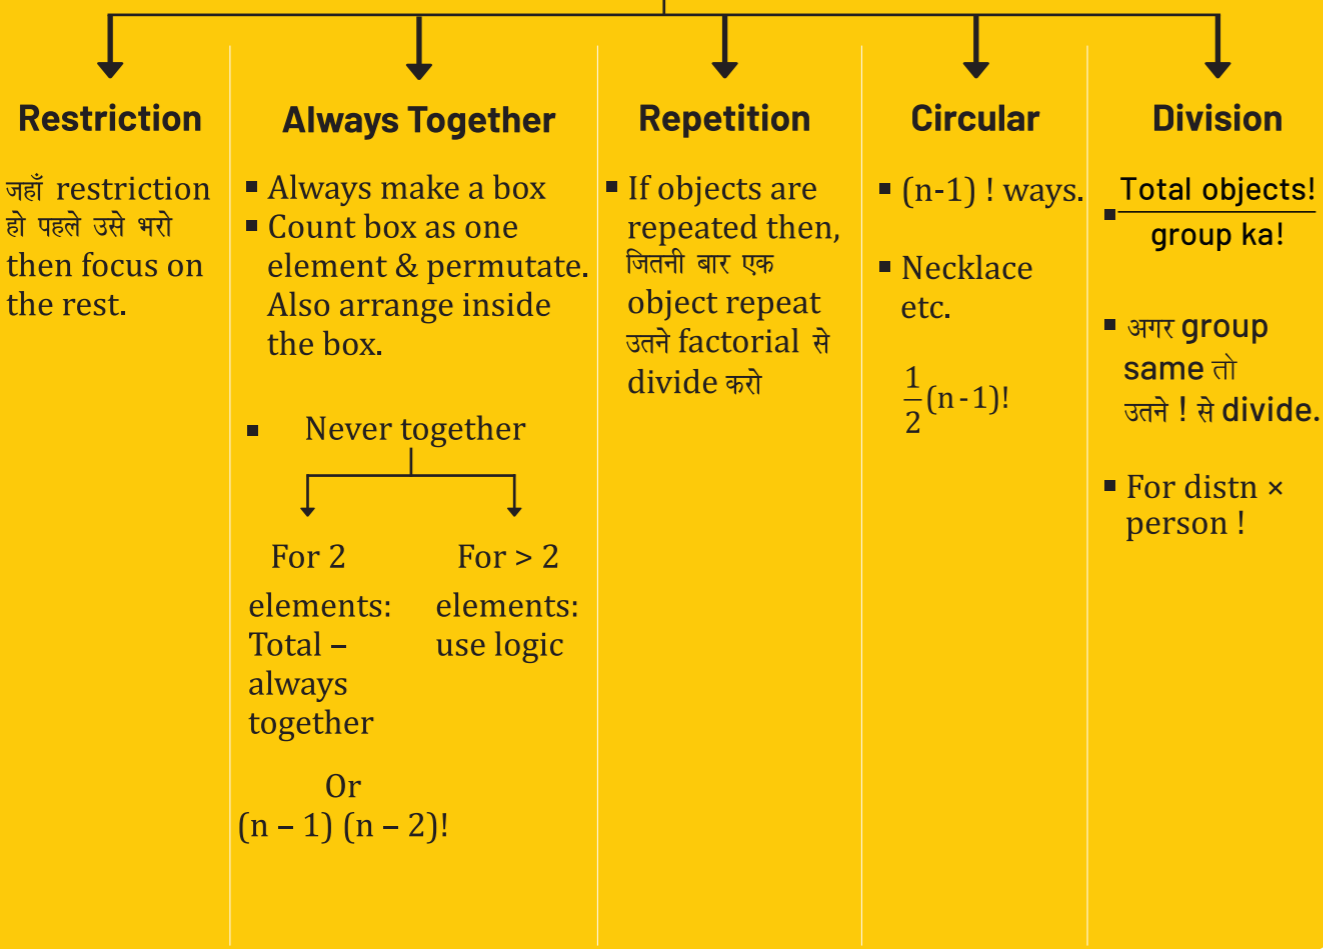 Restriction
जहाँ restriction
हो पहले उसे भरो
then focus on
the rest.
Always Together
▪ Always make a box
▪ Count box as one
element & permutate.
Also arrange inside
the box.
▪ Never together
For 2
elements:
Total –
always
together
For > 2
elements:
use logic
Or
(n – 1) (n – 2)!
Repetition
▪ If objects are
repeated then,
जितनी बार एक
object repeat
उतने factorial से
divide करो
Circular
▪ (n-1) ! ways.
▪ Necklace
etc.
1
2
(n-1)!
Division
▪ Total objects!
group ka!
▪ अगर group
same तो
उतने ! से divide.
▪ For distn ×
person !